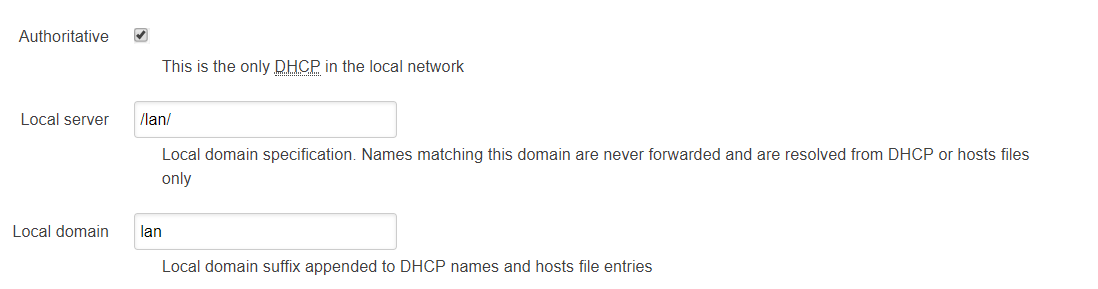 Authoritative
This is the only DHCP in the local network
Local server /lan/
Local domain specification. Names matching this domain are never forwarded and are resolved from DHCP or hosts files
only
Local domain lan
Local domain suffix appended to DHCP names and hosts file entries